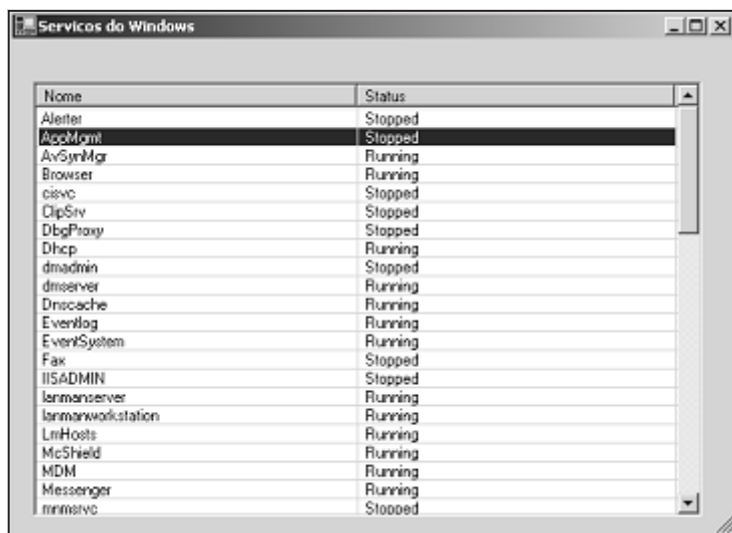 Servicos do Windows
Nome Status
Alerter Stopped
AppMgmt Stopped
AvSynMgr Running
Browser Running
cisvc Stopped
ClipSrv Stopped
DbgProxy Stopped
Dhcp Running
dmadmin Stopped
dmserver Running
Dnscache Running
Eventlog Running
EventSystem Running
Fax Stopped
IISADMIN Stopped
lanmanserver Running
lanmanworkstation Running
LmHosts Running
McShield Running
MDM Running
Messenger Running
mnmsrvc Stopped